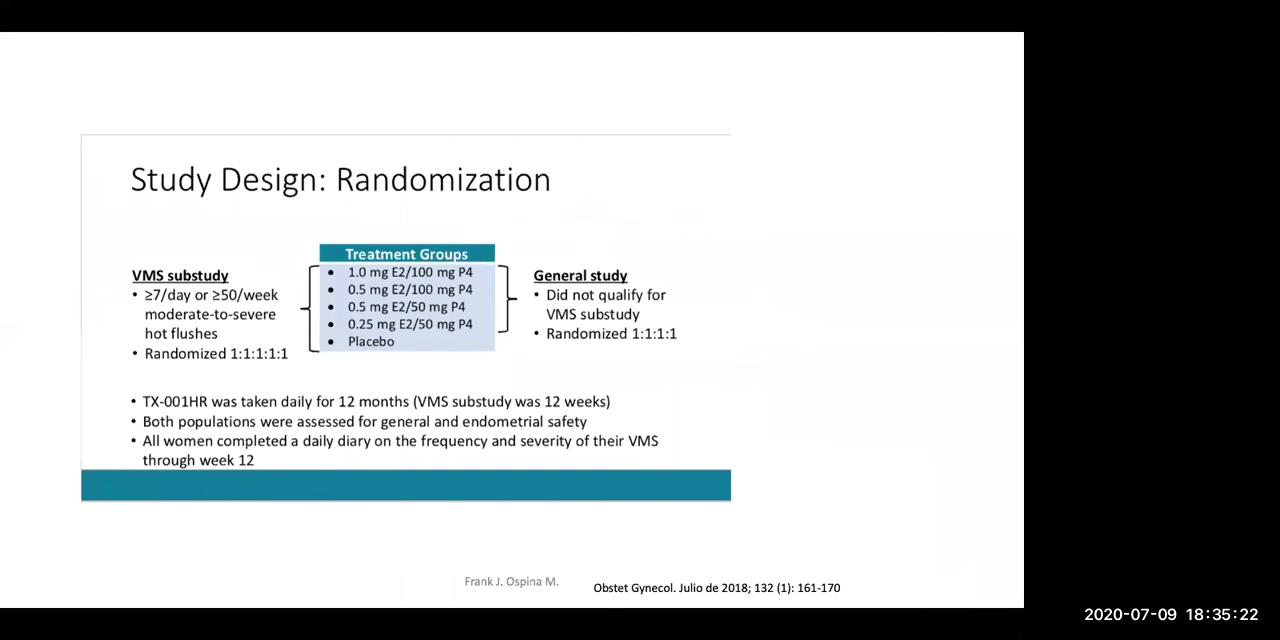 Study Design: Randomization
VMS substudy
• ≥7/day or ≥50/week
moderate-to-severe
hot flushes
• Randomized 1:1:1:1:1
Treatment Groups
• 1.0 mg E2/100 mg P4
• 0.5 mg E2/100 mg P4
• 0.5 mg E2/50 mg P4
• 0.25 mg E2/50 mg P4
• Placebo
General study
• Did not qualify for
VMS substudy
• Randomized 1:1:1:1
• TX-001HR was taken daily for 12 months (VMS substudy was 12 weeks)
• Both populations were assessed for general and endometrial safety
• All women completed a daily diary on the frequency and severity of their VMS
through week 12
Frank J. Ospina M.
Obstet Gynecol. Julio de 2018; 132 (1): 161-170
2020-07-09 18:35:22